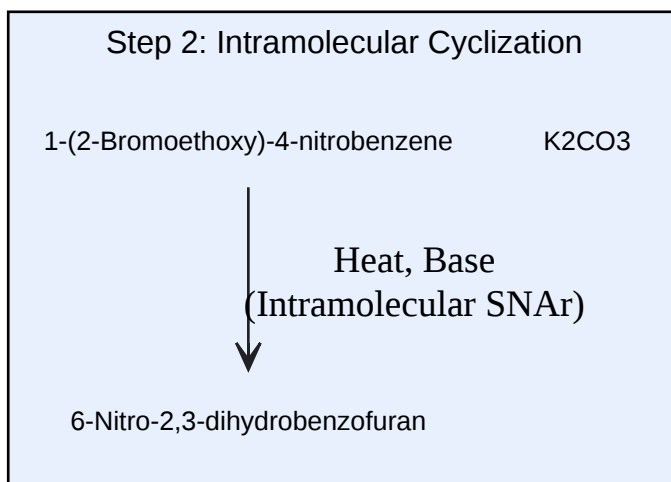 Step 2: Intramolecular Cyclization
1-(2-Bromoethoxy)-4-nitrobenzene K2CO3
Heat, Base
(Intramolecular SNAr)
6-Nitro-2,3-dihydrobenzofuran